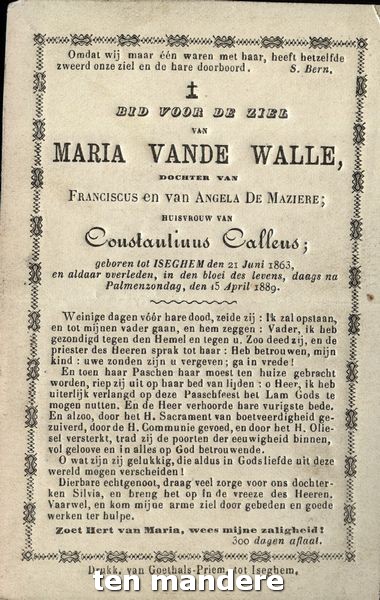 Omdat wij maar één waren met haar, heeft hetzelfde
zweerd onze ziel en de hare doorboord. S. Bern.
BID VOOR DE ZIEL
VAN
MARIA VANDE WALLE,
DOCHTER VAN
FRANCISCUS en van ANGELA DE MAZIERE;
HUISVROUW VAN
Constantinus Callens;
geboren tot ISEGHEM den 21 Juni 1863,
en aldaar overleden, in den bloei des levens, daags na
Palmenzondag, den 15 April 1889.
Weinige dagen vóór hare dood, zeide zij: Ik zal opstaan,
en tot mijnen vader gaan, en hem zeggen: Vader, ik heb
gezondigd tegen den Hemel en tegen u. Zoo deed zij, en de
priester des Heeren sprak tot haar: Heb betrouwen, mijn
kind: uwe zonden zijn u vergeven; ga in vrede!
En toen haar Paschen haar moest ten huize gebracht
worden, riep zij uit op haar bed van lijden: o Heer, ik heb
uiterlijk verlangd op deze Paaschfeest het Lam Gods te
mogen nutten. En de Heer verhoorde hare vurigste bede.
En alzoo, door het H. Sacrament van boetveerdigheid ge-
zuiverd, door de H. Communie gevoed, en door het H. Olie-
sel versterkt, trad zij de poorten der eeuwigheid binnen,
vol geloove en in alles op God betrouwende.
O wat zijn zij gelukkig, die aldus in Gods liefde uit deze
wereld mogen verscheiden!
Dierbare echtgenoot, draag veel zorge voor ons dochter-
ken Silvia, en breng het op in de vreeze des Heeren.
Vaarwel, en kom mijne arme ziel door gebeden en goede
werken ter hulpe.
Zoet Hert van Maria, wees mijne zaligheid!
300 dagen aflaat.
Drukk. van Goethals-Priem, tot Iseghem.
ten mandere